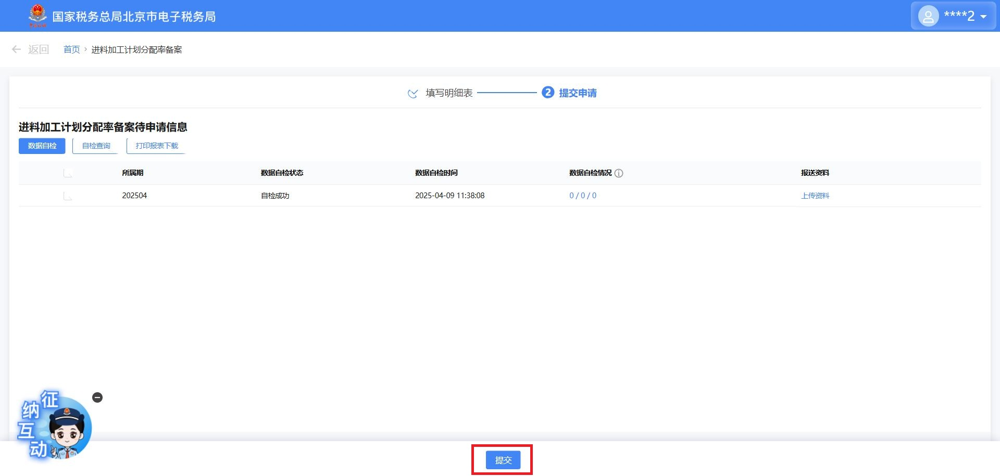 国家税务总局北京市电子税务局
****2
返回 首页 › 进料加工计划分配率备案
填写明细表 2 提交申请
进料加工计划分配率备案待申请信息
数据自检 自检查询 打印报表下载
所属期 数据自检状态 数据自检时间 数据自检情况 报送资料
202504 自检成功 2025-04-09 11:38:08 0 / 0 / 0 上传资料
征
纳
互
动
提交